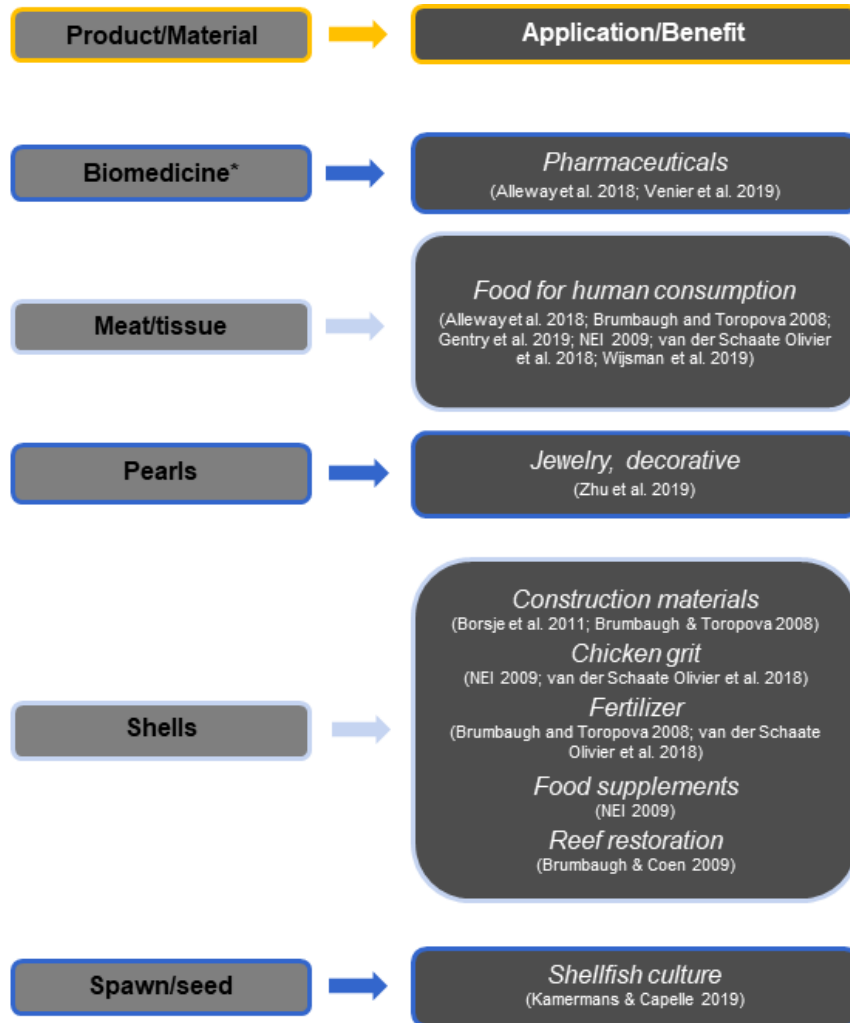 Product/Material
Application/Benefit
Biomedicine*
Pharmaceuticals
(Alleway et al. 2018; Venier et al. 2019)
Meat/tissue
Food for human consumption
(Alleway et al. 2018; Brumbaugh and Toropova 2008;
Gentry et al. 2019; NEI 2009; van der Schaate Olivier
et al. 2018; Wijsman et al. 2019)
Pearls
Jewelry, decorative
(Zhu et al. 2019)
Shells
Construction materials
(Borsje et al. 2011; Brumbaugh & Toropova 2008)
Chicken grit
(NEI 2009; van der Schaate Olivier et al. 2018)
Fertilizer
(Brumbaugh and Toropova 2008; van der Schaate
Olivier et al. 2018)
Food supplements
(NEI 2009)
Reef restoration
(Brumbaugh & Coen 2009)
Spawn/seed
Shellfish culture
(Kamermans & Capelle 2019)